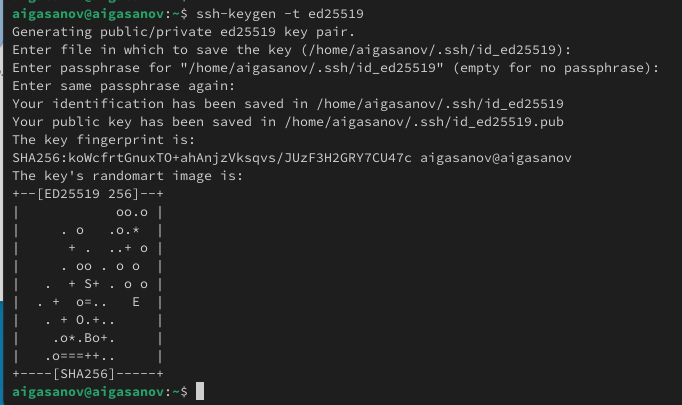 aigasanov@aigasanov:~$ ssh-keygen -t ed25519
Generating public/private ed25519 key pair.
Enter file in which to save the key (/home/aigasanov/.ssh/id_ed25519):
Enter passphrase for "/home/aigasanov/.ssh/id_ed25519" (empty for no passphrase):
Enter same passphrase again:
Your identification has been saved in /home/aigasanov/.ssh/id_ed25519
Your public key has been saved in /home/aigasanov/.ssh/id_ed25519.pub
The key fingerprint is:
SHA256:koWcfrtGnuxTO+ahAnjzVksqvs/JUzF3H2GRY7CU47c aigasanov@aigasanov
The key's randomart image is:
+--[ED25519 256]--+
|            oo.o |
|     . o   .o.*  |
|      + .  ..+ o |
|     . oo . o o  |
|   .  + S+ . o o |
|  . +  o=..   E  |
|   . + O.+..     |
|    .o*.Bo+.     |
|   .o===++..     |
+----[SHA256]-----+
aigasanov@aigasanov:~$